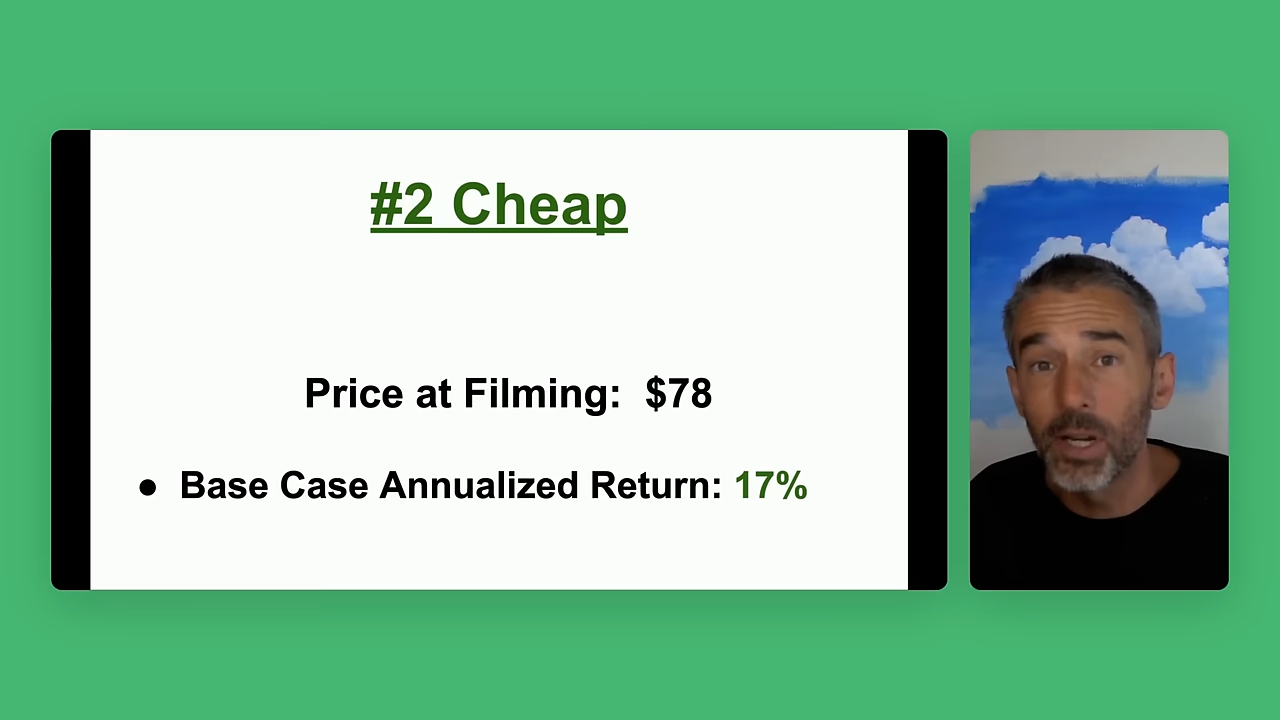 #2 Cheap
Price at Filming: $78
● Base Case Annualized Return: 17%